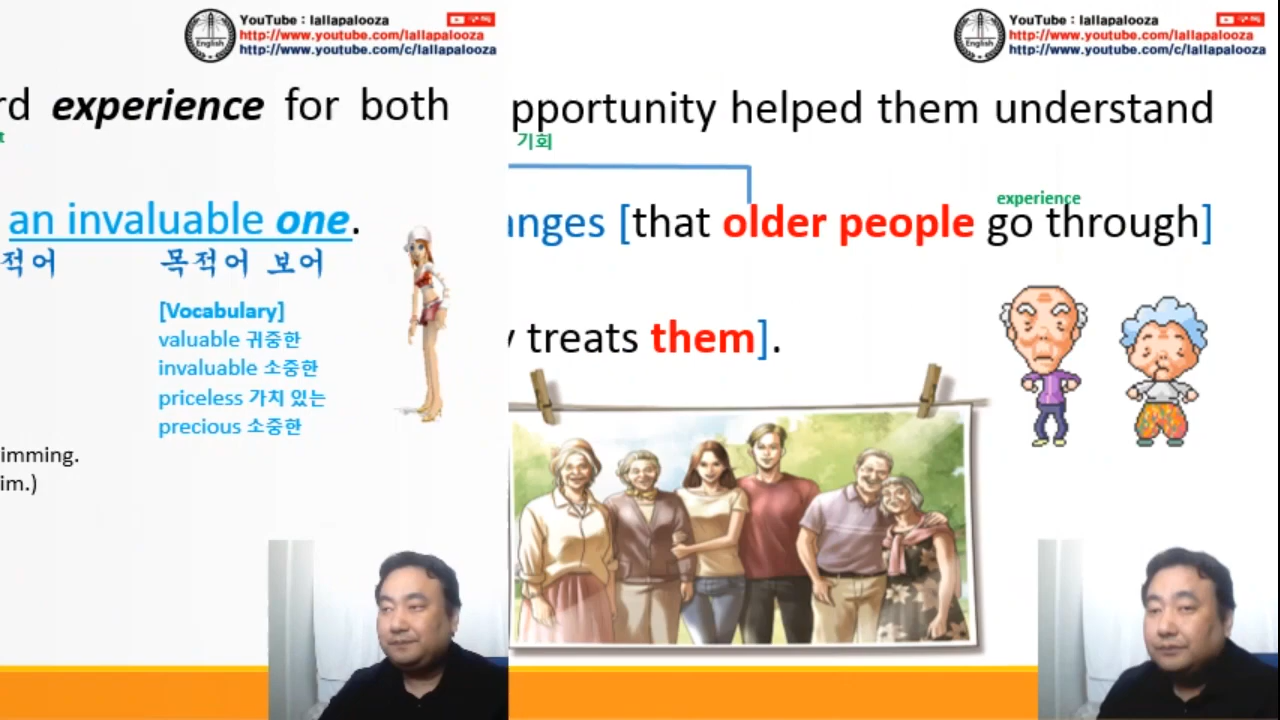 YouTube : lallapalooza
http://www.youtube.com/lallapalooza
http://www.youtube.com/c/lallapalooza
English
rd experience for both
an invaluable one.
적어 목적어 보어
[Vocabulary]
valuable 귀중한
invaluable 소중한
priceless 가치 있는
precious 소중한
imming.
im.)
YouTube : lallapalooza
http://www.youtube.com/lallapalooza
http://www.youtube.com/c/lallapalooza
English
pportunity helped them understand
기회
experience
anges [that older people go through]
y treats them].